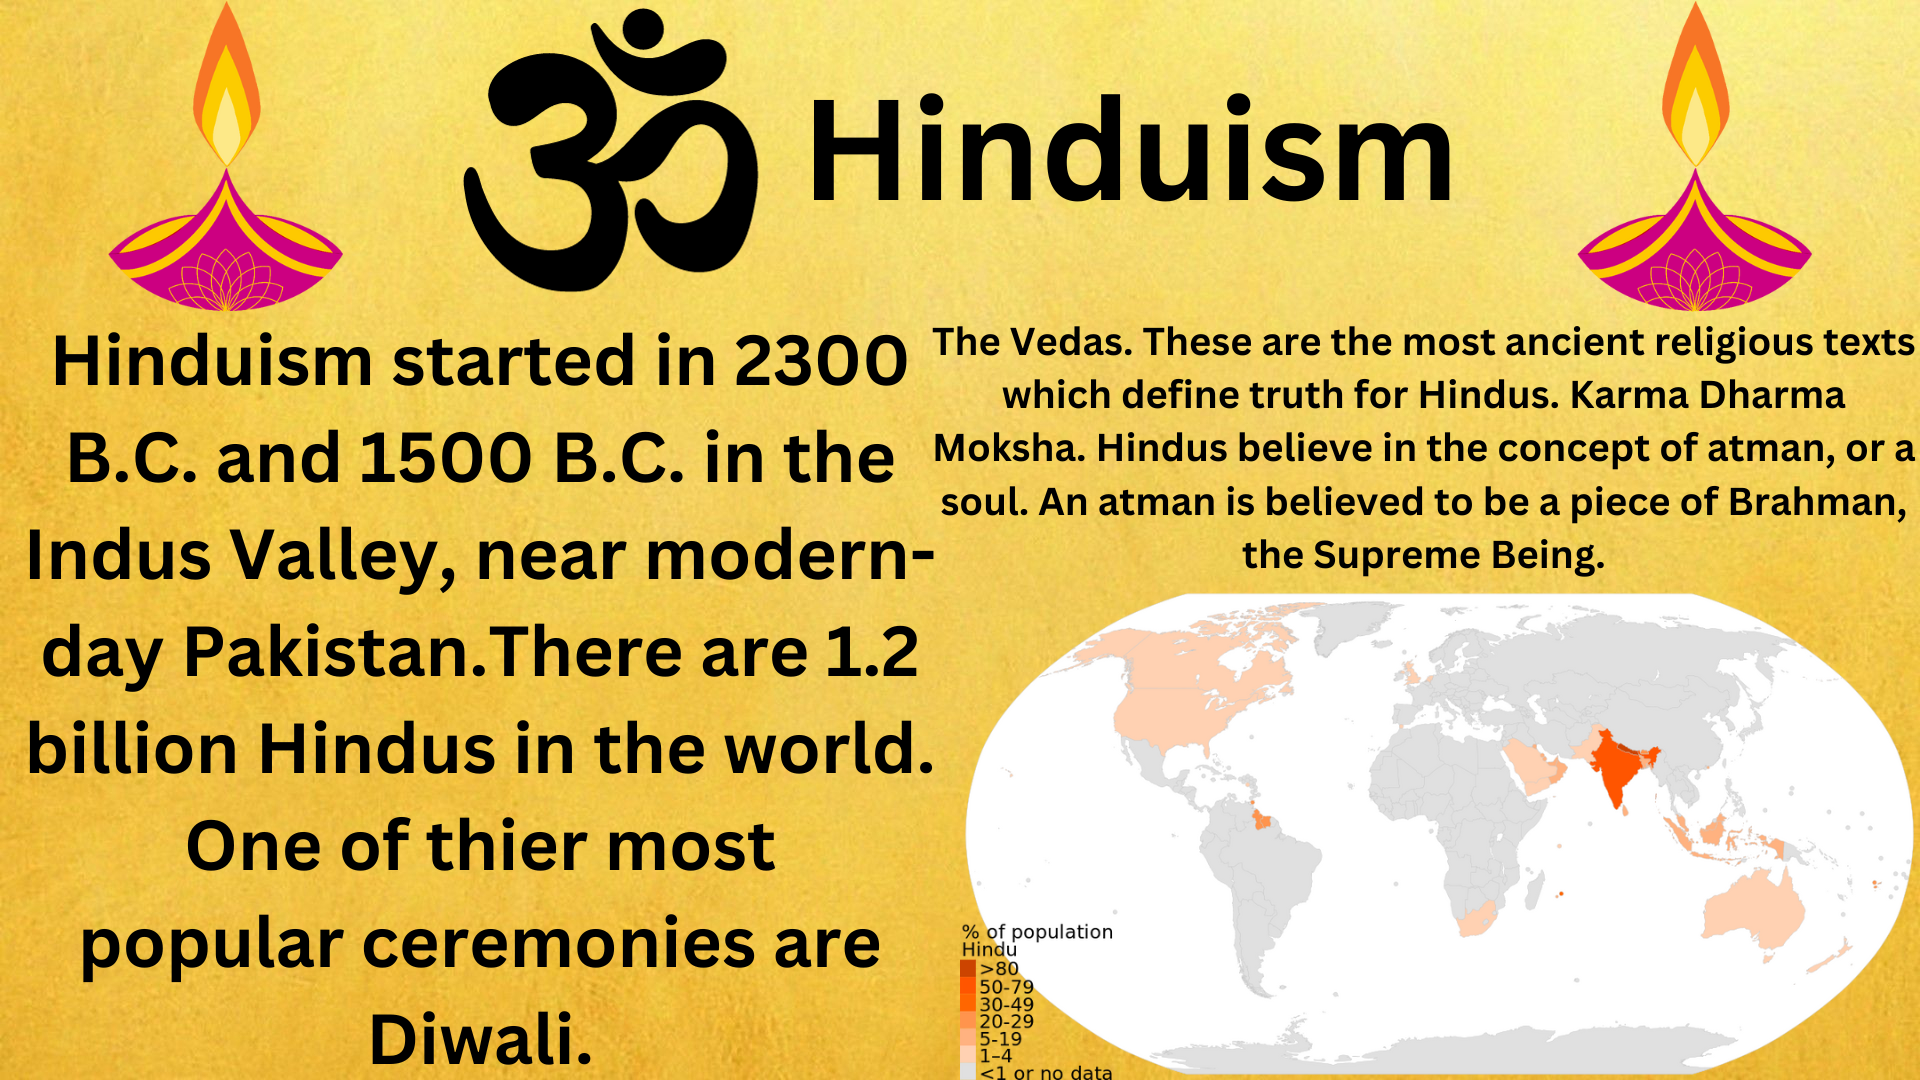 ॐ Hinduism
Hinduism started in 2300
B.C. and 1500 B.C. in the
Indus Valley, near modern-
day Pakistan.There are 1.2
billion Hindus in the world.
One of thier most
popular ceremonies are
Diwali.
The Vedas. These are the most ancient religious texts
which define truth for Hindus. Karma Dharma
Moksha. Hindus believe in the concept of atman, or a
soul. An atman is believed to be a piece of Brahman,
the Supreme Being.
% of population
Hindu
>80
50-79
30-49
20-29
5-19
1–4
<1 or no data